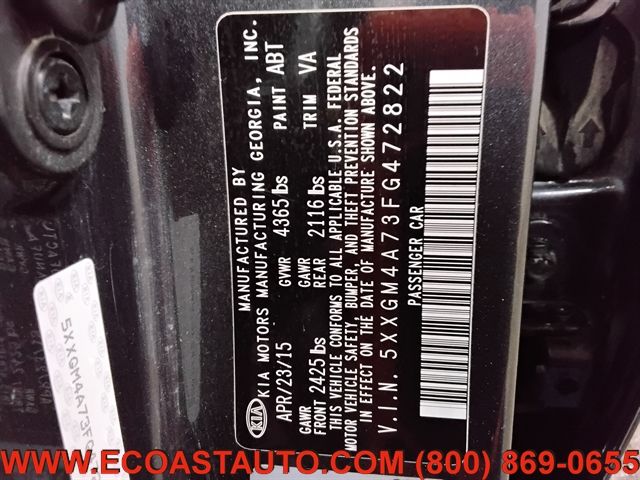 KIA
MANUFACTURED BY
KIA MOTORS MANUFACTURING GEORGIA, INC.
APR/23/15 GVWR 4365 lbs PAINT ABT
GAWR GAWR
FRONT 2425 lbs REAR 2116 lbs TRIM VA
THIS VEHICLE CONFORMS TO ALL APPLICABLE U.S.A. FEDERAL
MOTOR VEHICLE SAFETY, BUMPER, AND THEFT PREVENTION STANDARDS
IN EFFECT ON THE DATE OF MANUFACTURE SHOWN ABOVE.
V.I.N. 5XXGM4A73FG472822
PASSENGER CAR
5XXGM4A73F
WWW.ECOASTAUTO.COM (800) 869-0655